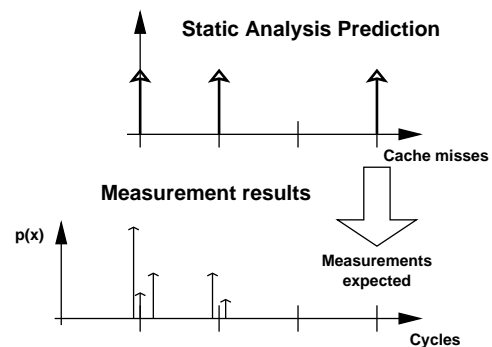 Static Analysis Prediction
Cache misses
Measurement results
p(x)
Measurements
expected
Cycles